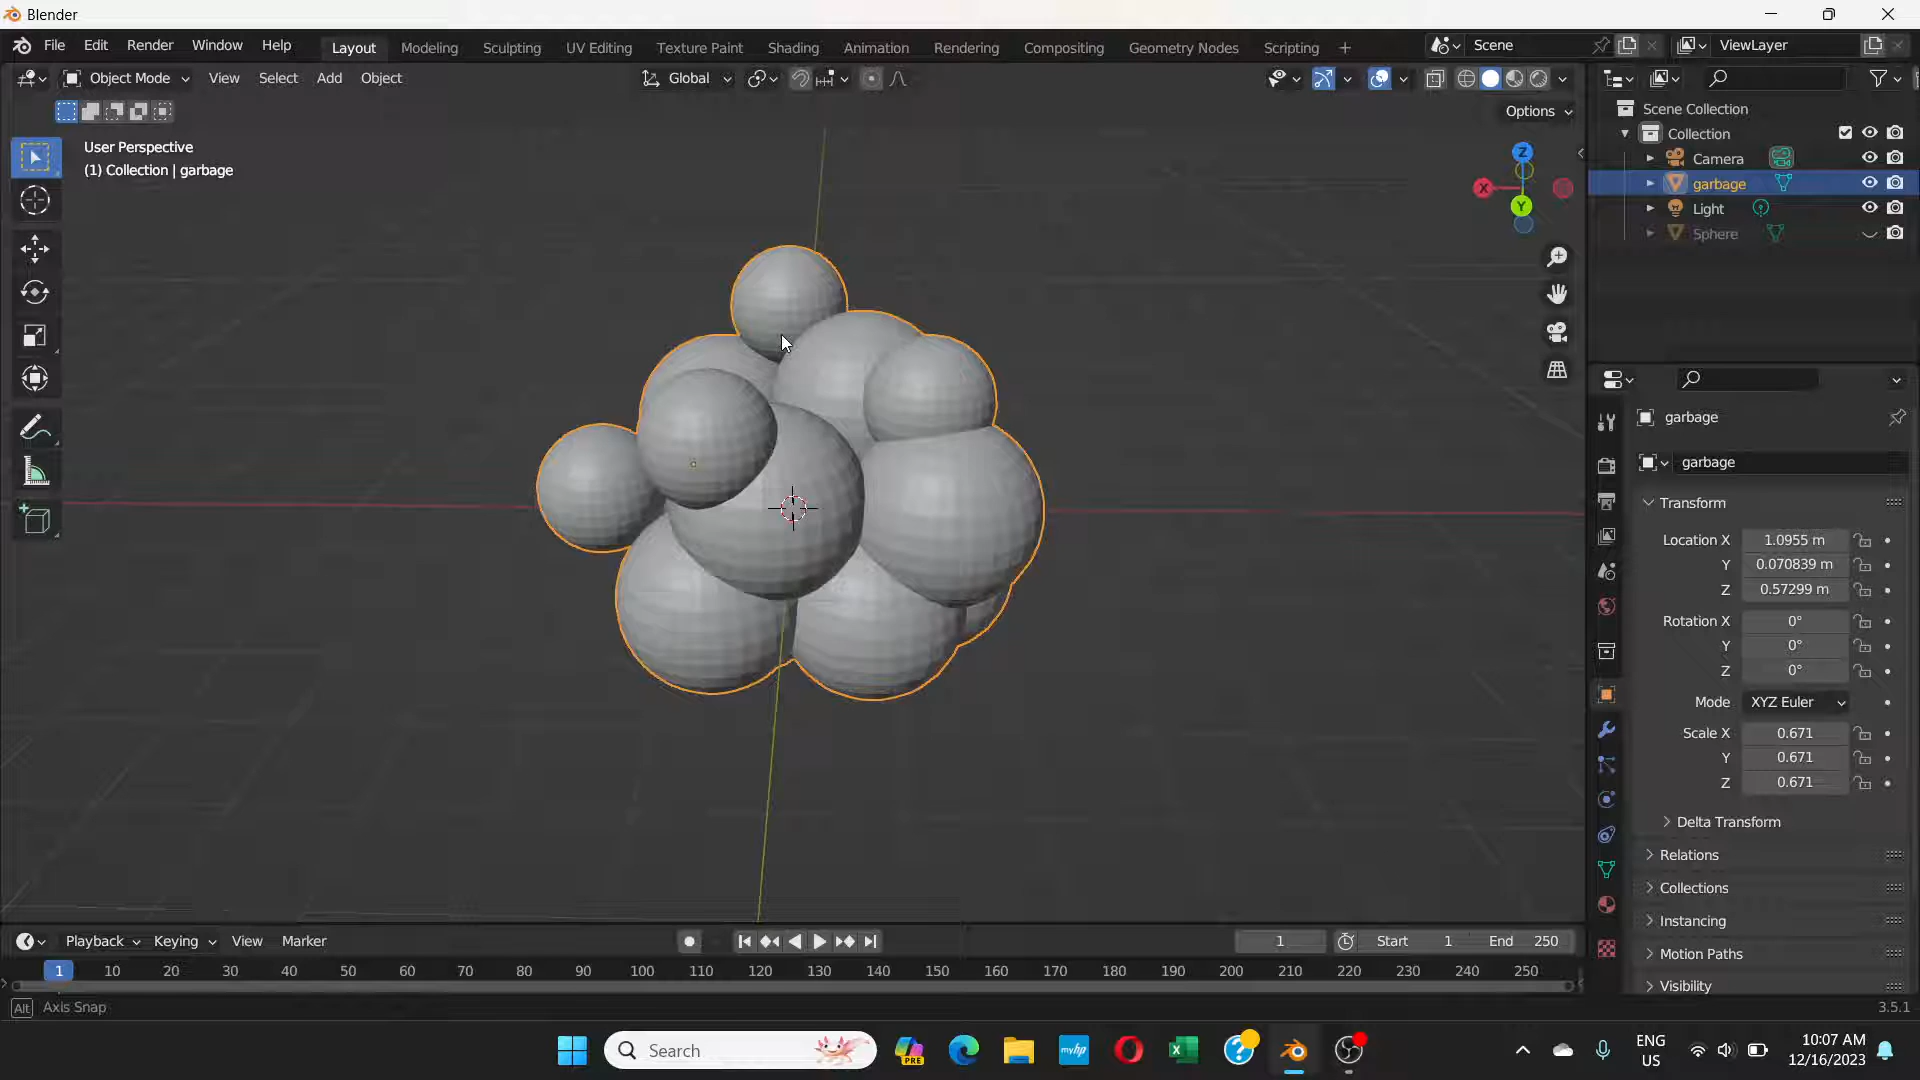 Blender
File Edit Render Window Help
Layout Modeling Sculpting UV Editing Texture Paint Shading Animation Rendering Compositing Geometry Nodes Scripting +
Scene
ViewLayer
Object Mode View Select Add Object
Global
Options
User Perspective
(1) Collection | garbage
Z
X
Y
Scene Collection
Collection
Camera
garbage
Light
Sphere
garbage
garbage
Transform
Location X 1.0955 m
Y 0.070839 m
Z 0.57299 m
Rotation X 0°
Y 0°
Z 0°
Mode XYZ Euler
Scale X 0.671
Y 0.671
Z 0.671
Delta Transform
Relations
Collections
Instancing
Motion Paths
Visibility
Playback Keying View Marker
1 Start 1 End 250
1 10 20 30 40 50 60 70 80 90 100 110 120 130 140 150 160 170 180 190 200 210 220 230 240 250
Alt Axis Snap
3.5.1
Search
PRE
myhp
ENG
US
10:07 AM
12/16/2023